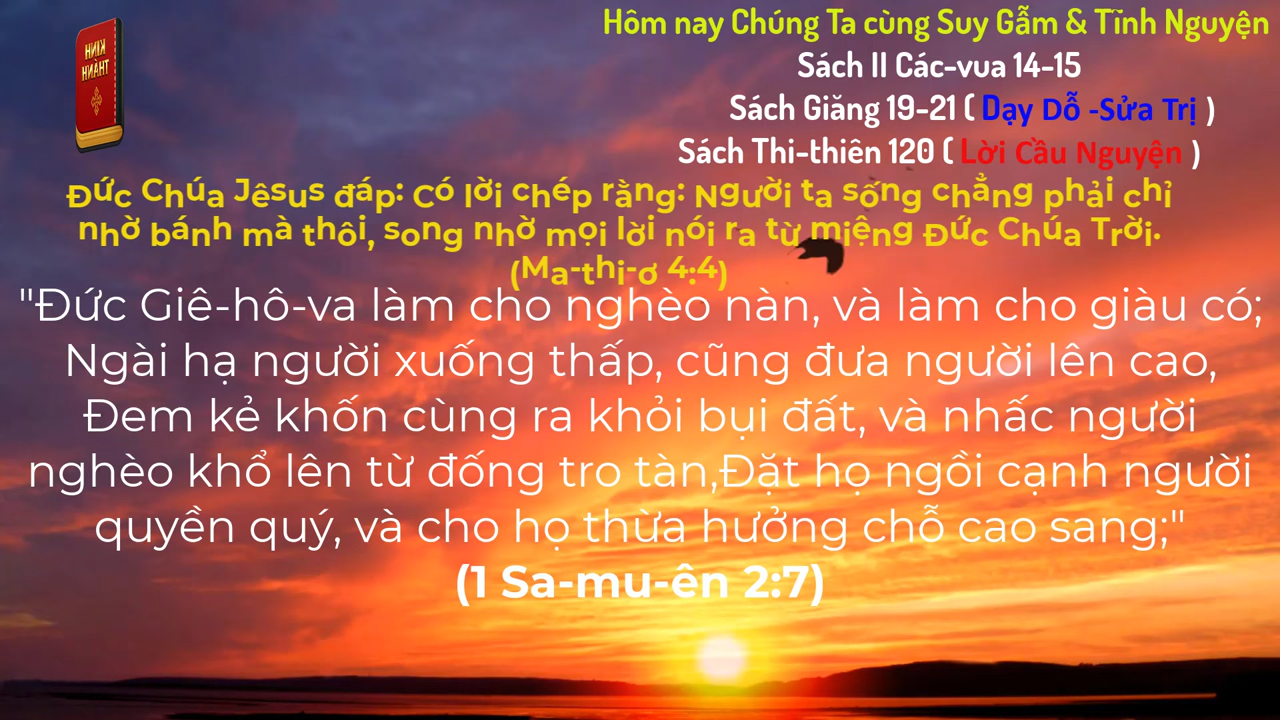 KINH
THÁNH
Hôm nay Chúng Ta cùng Suy Gẫm & Tĩnh Nguyện
Sách II Các-vua 14-15
Sách Giăng 19-21 ( Dạy Dỗ -Sửa Trị )
Sách Thi-thiên 120 ( Lời Cầu Nguyện )
Đức Chúa Jêsus đáp: Có lời chép rằng: Người ta sống chẳng phải chỉ
nhờ bánh mà thôi, song nhờ mọi lời nói ra từ miệng Đức Chúa Trời.
(Ma-thi-ơ 4:4)
"Đức Giê-hô-va làm cho nghèo nàn, và làm cho giàu có;
Ngài hạ người xuống thấp, cũng đưa người lên cao,
Đem kẻ khốn cùng ra khỏi bụi đất, và nhấc người
nghèo khổ lên từ đống tro tàn,Đặt họ ngồi cạnh người
quyền quý, và cho họ thừa hưởng chỗ cao sang;"
(1 Sa-mu-ên 2:7)